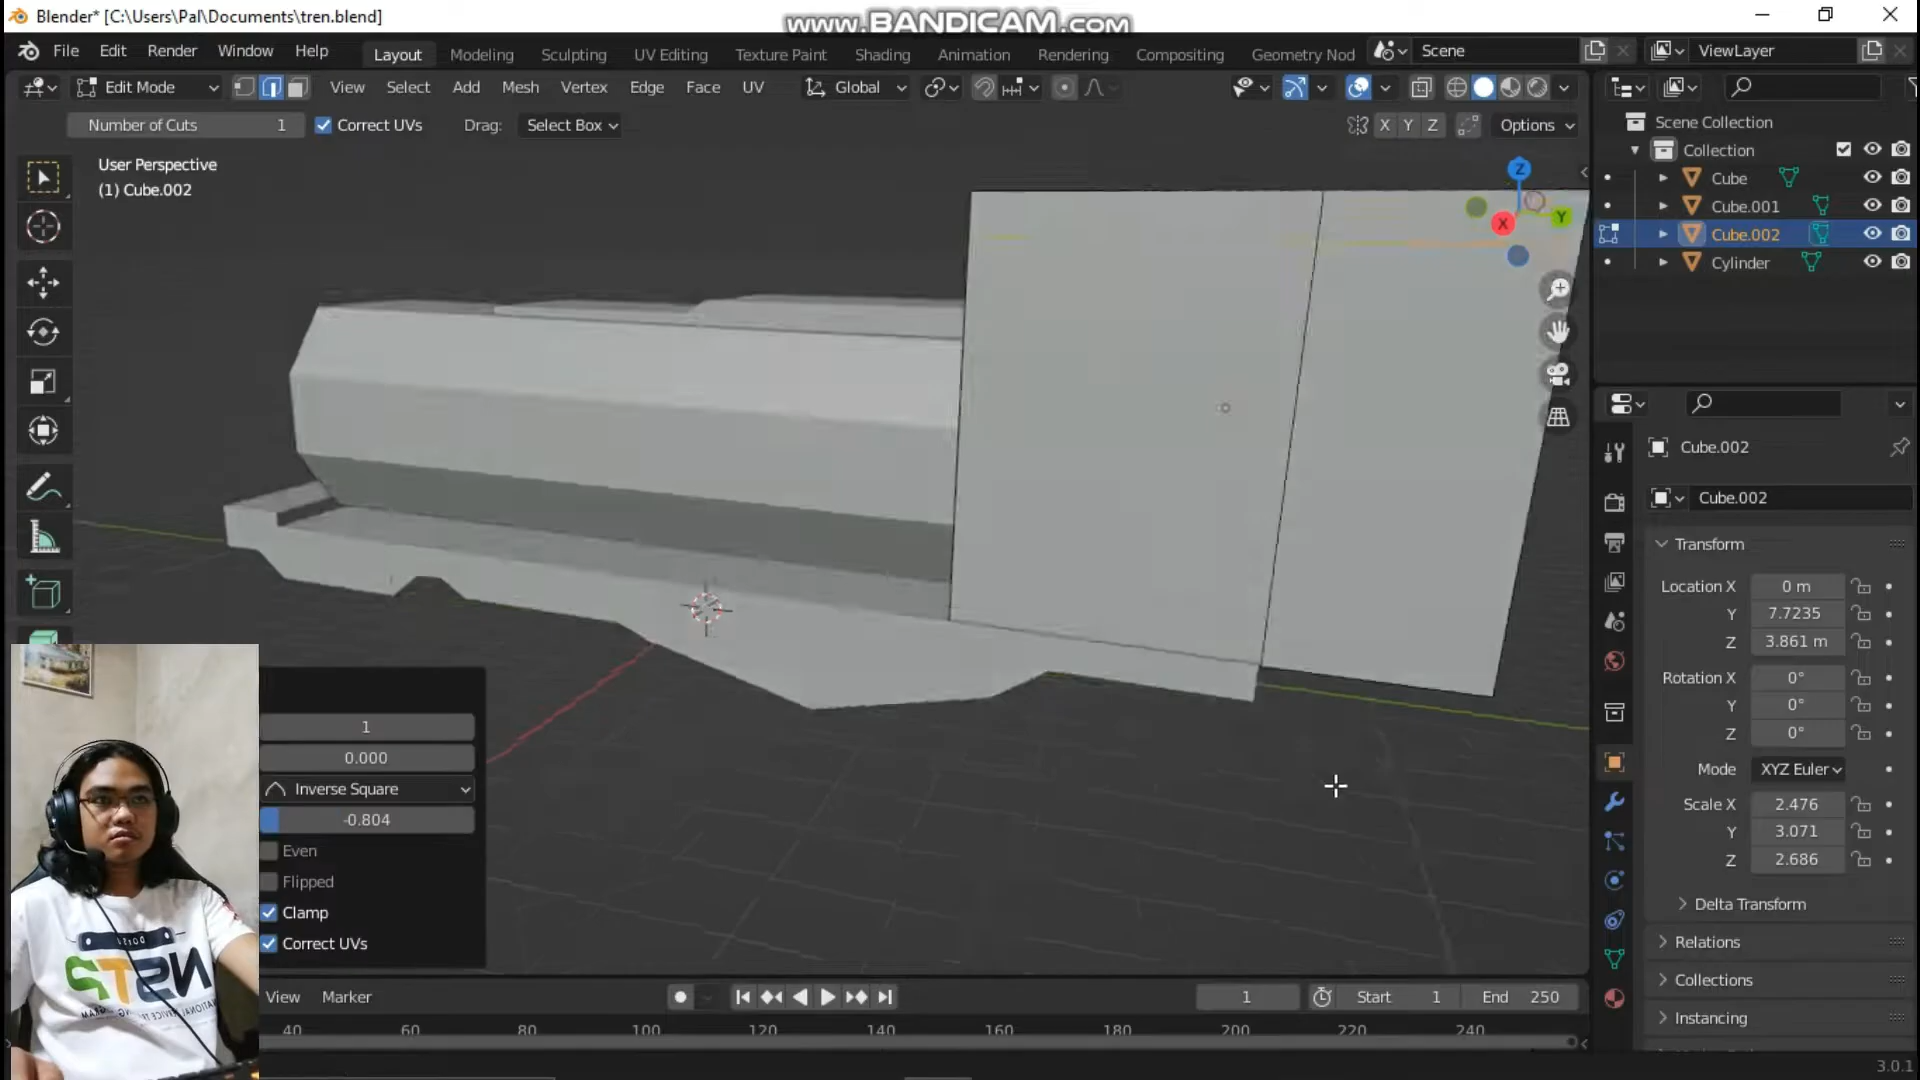 Blender* [C:\Users\Pal\Documents\tren.blend]
www.BANDICAM.com
File Edit Render Window Help
Layout Modeling Sculpting UV Editing Texture Paint Shading Animation Rendering Compositing Geometry Nod
Scene
ViewLayer
Edit Mode
View Select Add Mesh Vertex Edge Face UV
Global
Number of Cuts 1
Correct UVs
Drag: Select Box
X Y Z
Options
User Perspective
(1) Cube.002
Z
X
Y
Scene Collection
Collection
Cube
Cube.001
Cube.002
Cylinder
Cube.002
Cube.002
Transform
Location X 0 m
Y 7.7235
Z 3.861 m
Rotation X 0°
Y 0°
Z 0°
Mode XYZ Euler
Scale X 2.476
Y 3.071
Z 2.686
Delta Transform
Relations
Collections
Instancing
1
0.000
Inverse Square
-0.804
Even
Flipped
Clamp
Correct UVs
View Marker
1
Start 1
End 250
40 60 80 100 120 140 160 180 200 220 240
3.0.1
NSTP